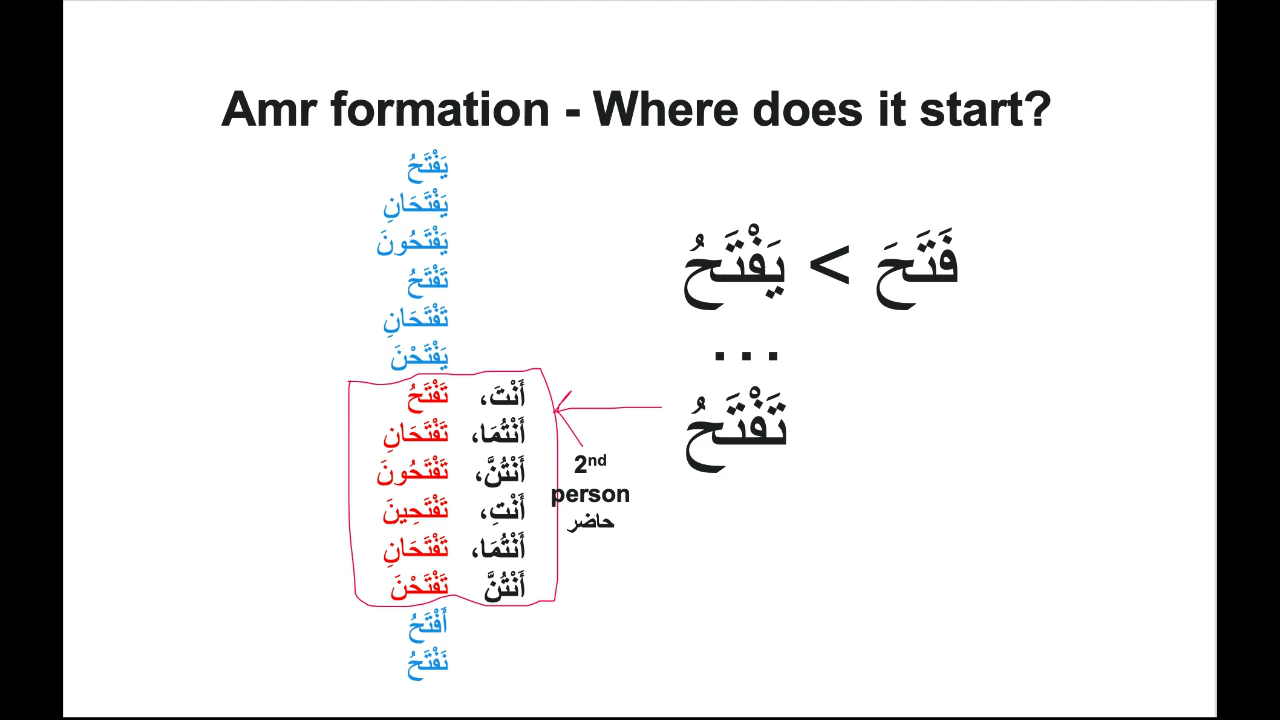 Amr formation - Where does it start?
يَفْتَحُ
يَفْتَحَانِ
يَفْتَحُونَ
تَفْتَحُ
تَفْتَحَانِ
يَفْتَحْنَ
أَنْتَ، تَفْتَحُ
أَنْتُمَا، تَفْتَحَانِ
أَنْتُنَّ، تَفْتَحُونَ
أَنْتِ، تَفْتَحِينَ
أَنْتُمَا، تَفْتَحَانِ
أَنْتُنَّ تَفْتَحْنَ
أَفْتَحُ
نَفْتَحُ
فَتَحَ > يَفْتَحُ
...
تَفْتَحُ
2nd
person
حاضر